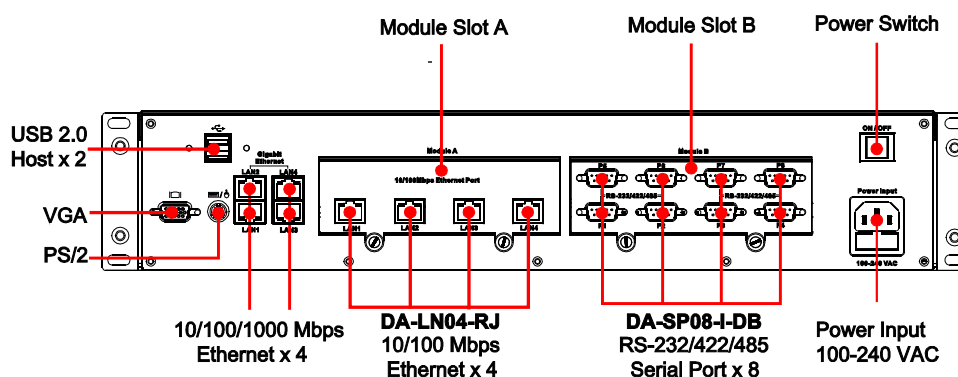 Module Slot A
Module Slot B
Power Switch
USB 2.0
Host x 2
VGA
PS/2
Gigabit
Ethernet
LAN2
LAN4
LAN1
LAN3
Module A
10/100Mbps Ethernet Port
LAN1
LAN2
LAN3
LAN4
Module B
P5
P6
P7
P8
RS-232/422/485
RS-232/422/485
P1
P2
P3
P4
ON/OFF
Power Input
100-240 VAC
10/100/1000 Mbps
Ethernet x 4
DA-LN04-RJ
10/100 Mbps
Ethernet x 4
DA-SP08-I-DB
RS-232/422/485
Serial Port x 8
Power Input
100-240 VAC